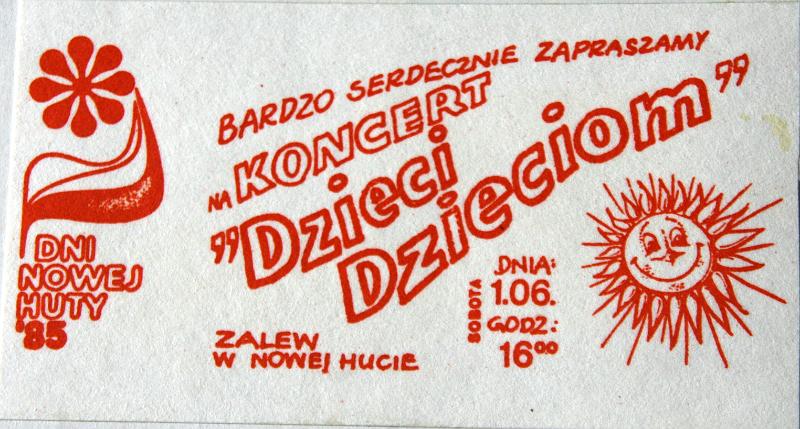 BARDZO SERDECZNIE ZAPRASZAMY
NA KONCERT
"Dzieci
Dzieciom"
DNI
NOWEJ
HUTY
'85
ZALEW
W NOWEJ HUCIE
SOBOTA
DNIA:
1.06.
GODZ:
16⁰⁰